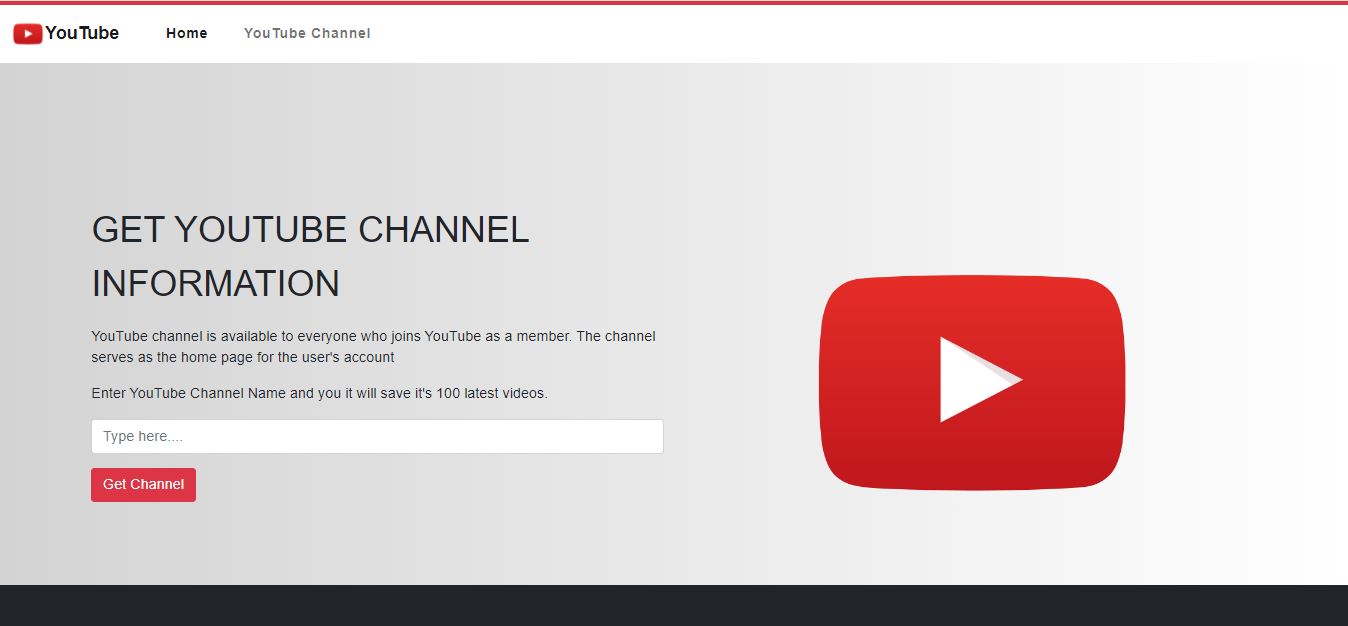 YouTube Home YouTube Channel
GET YOUTUBE CHANNEL
INFORMATION
YouTube channel is available to everyone who joins YouTube as a member. The channel
serves as the home page for the user's account
Enter YouTube Channel Name and you it will save it's 100 latest videos.
Type here....
Get Channel